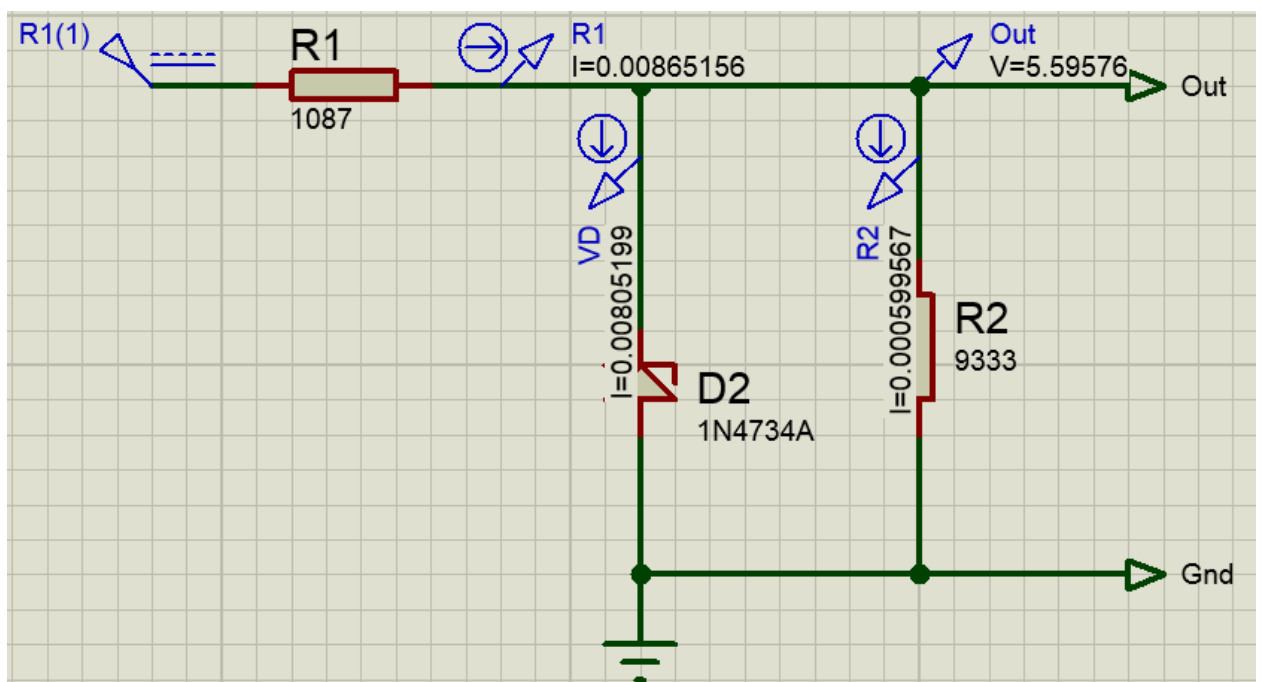 R1(1)
R1
1087
R1
I=0.00865156
Out
V=5.59576
Out
VD
I=0.00805199
R2
I=0.000599567
D2
1N4734A
R2
9333
Gnd